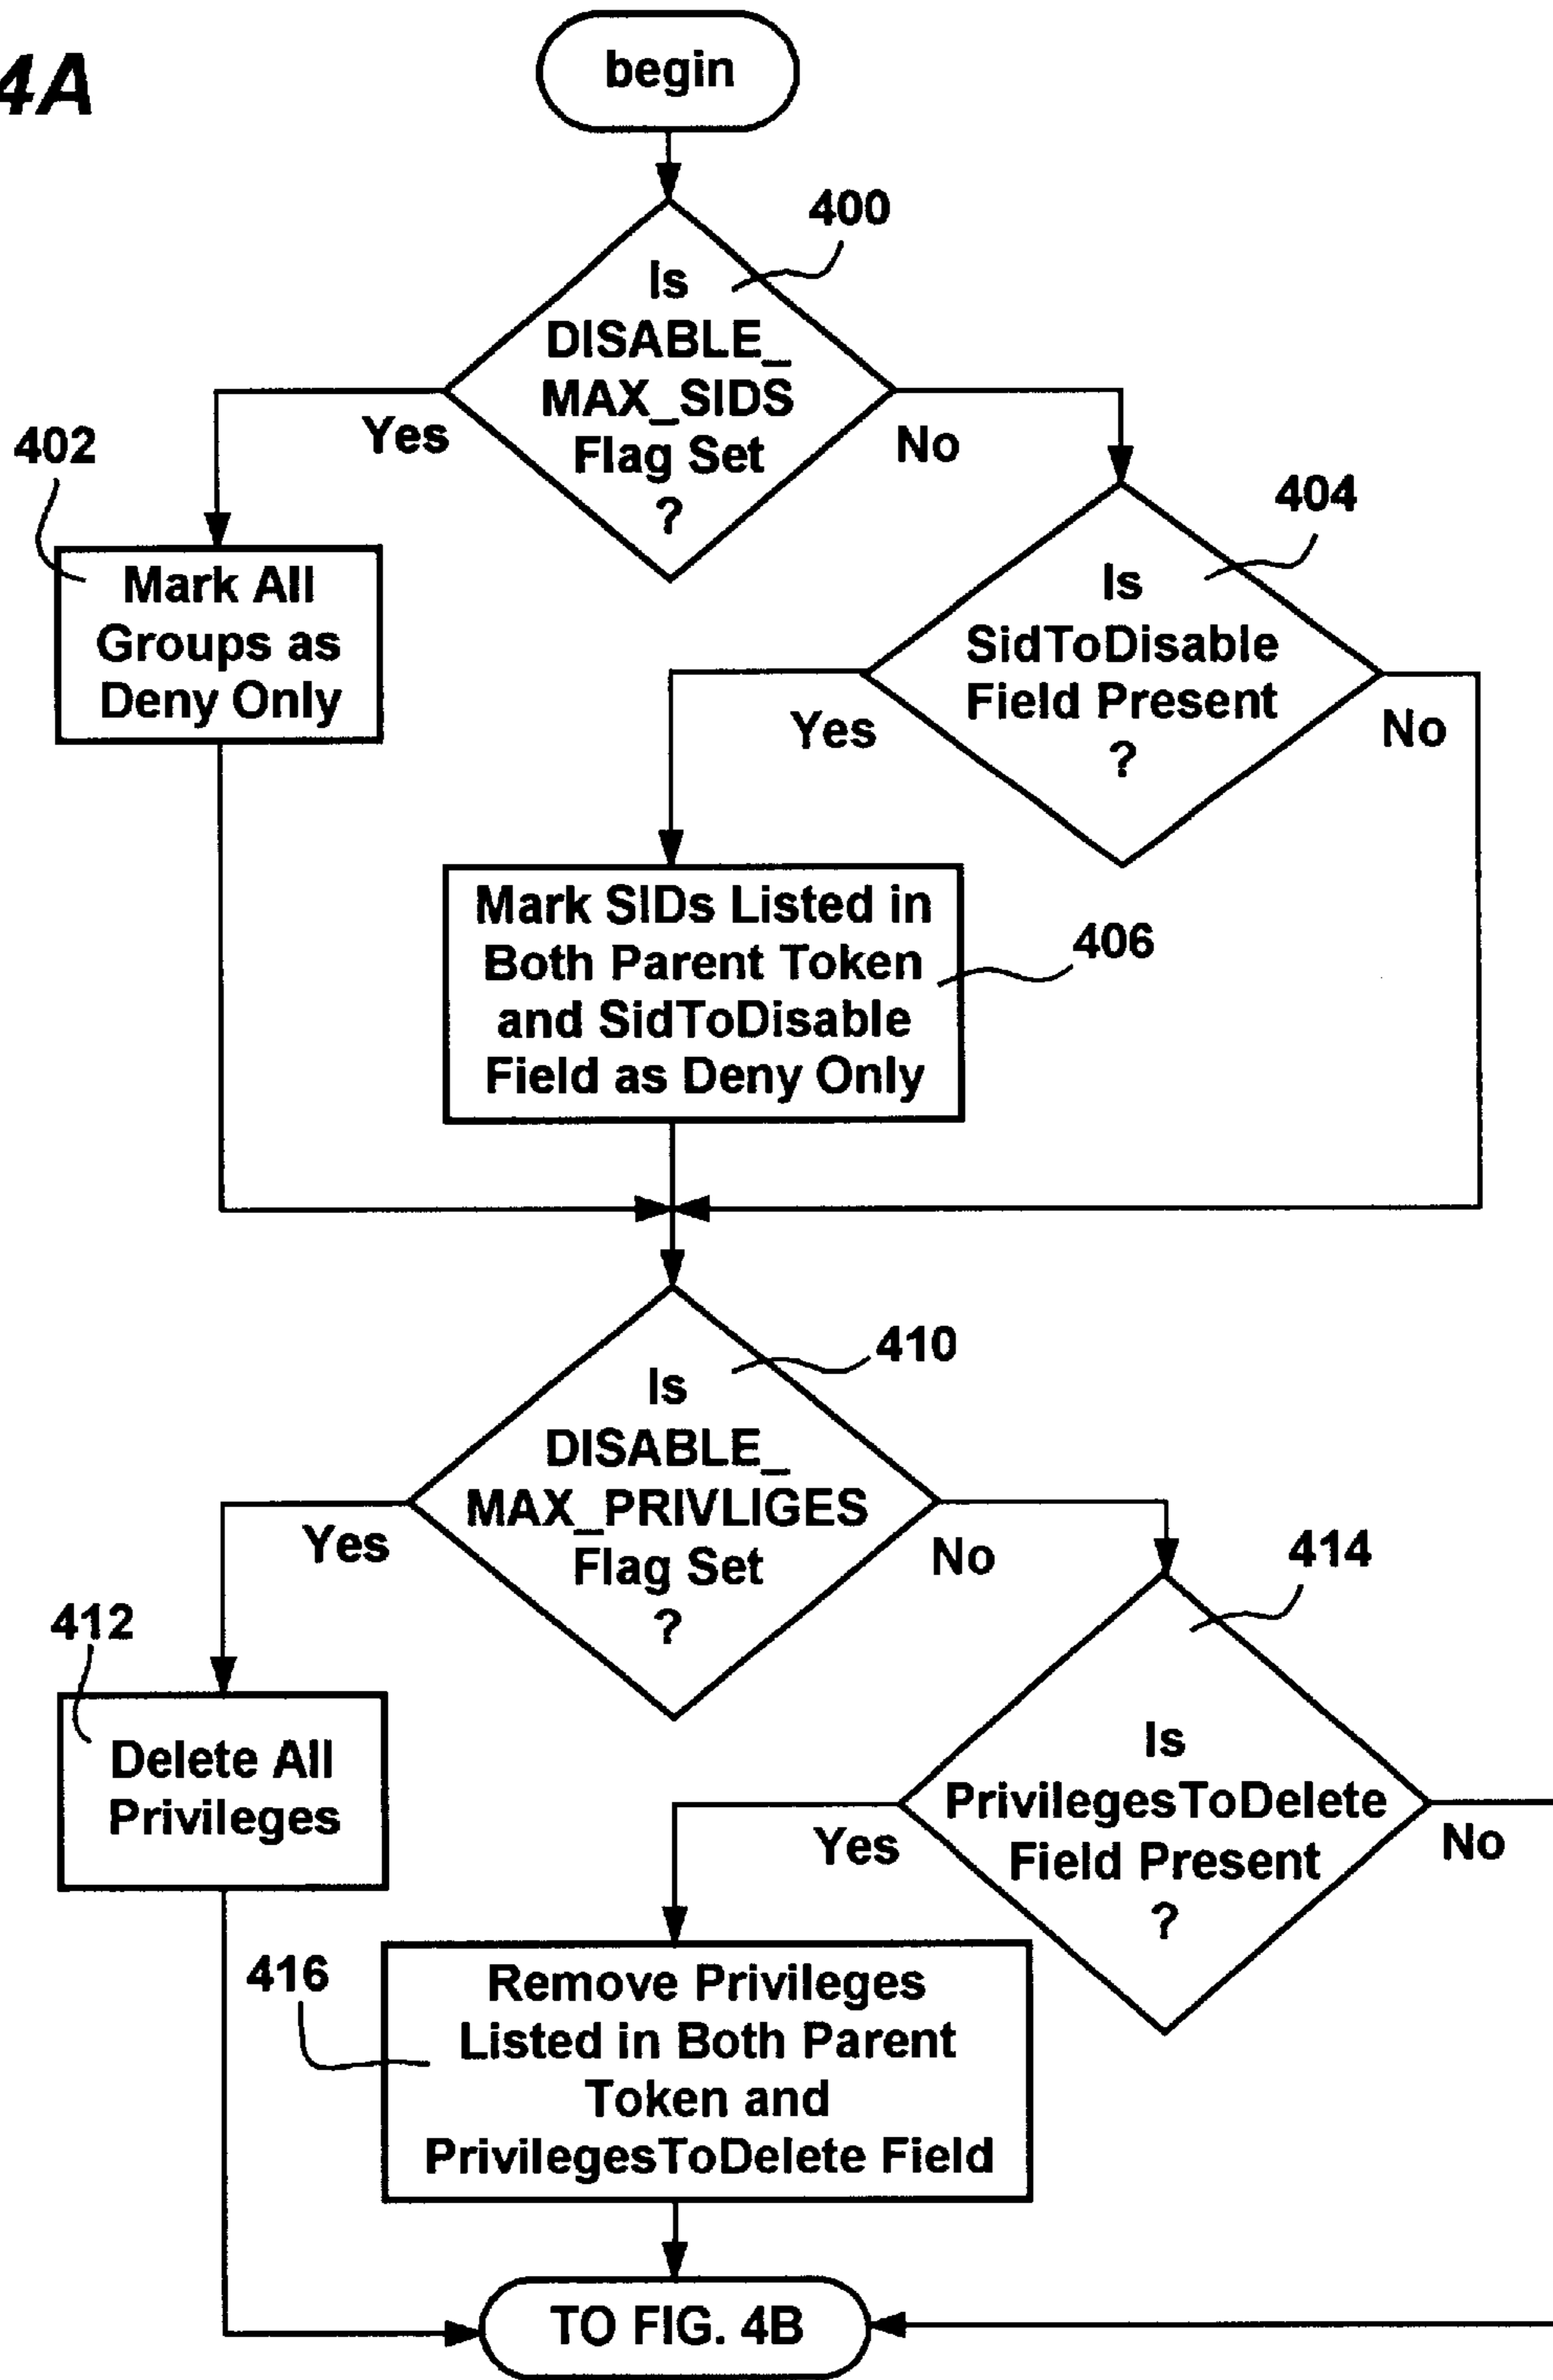 4A
begin
400
Is
DISABLE_
MAX_SIDS
Flag Set
?
Yes
No
402
Mark All
Groups as
Deny Only
404
Is
SidToDisable
Field Present
?
Yes
No
Mark SIDs Listed in
Both Parent Token
and SidToDisable
Field as Deny Only
406
410
Is
DISABLE_
MAX_PRIVLIGES
Flag Set
?
Yes
No
412
Delete All
Privileges
414
Is
PrivilegesToDelete
Field Present
?
Yes
No
416
Remove Privileges
Listed in Both Parent
Token and
PrivilegesToDelete Field
TO FIG. 4B